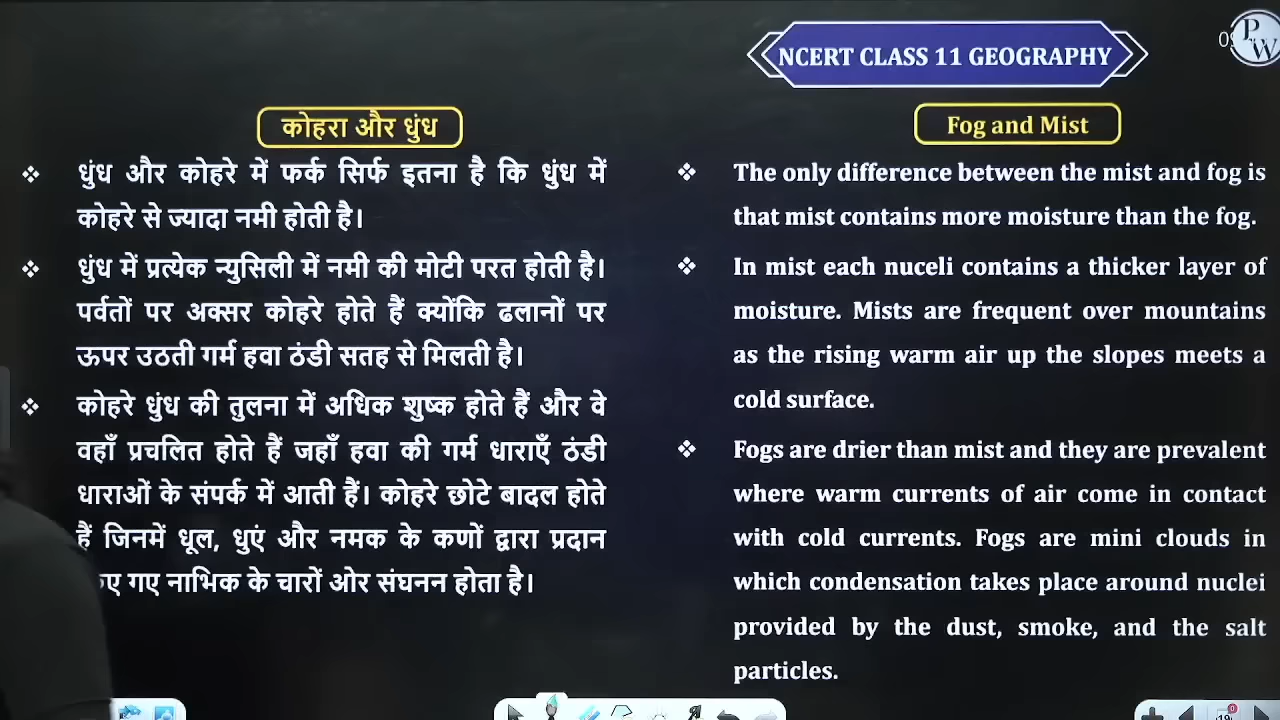 NCERT CLASS 11 GEOGRAPHY
PW
कोहरा और धुंध
धुंध और कोहरे में फर्क सिर्फ इतना है कि धुंध में
कोहरे से ज्यादा नमी होती है।
धुंध में प्रत्येक न्युसिली में नमी की मोटी परत होती है।
पर्वतों पर अक्सर कोहरे होते हैं क्योंकि ढलानों पर
ऊपर उठती गर्म हवा ठंडी सतह से मिलती है।
कोहरे धुंध की तुलना में अधिक शुष्क होते हैं और वे
वहाँ प्रचलित होते हैं जहाँ हवा की गर्म धाराएँ ठंडी
धाराओं के संपर्क में आती हैं। कोहरे छोटे बादल होते
हैं जिनमें धूल, धुएं और नमक के कणों द्वारा प्रदान
गए नाभिक के चारों ओर संघनन होता है।
Fog and Mist
The only difference between the mist and fog is
that mist contains more moisture than the fog.
In mist each nuceli contains a thicker layer of
moisture. Mists are frequent over mountains
as the rising warm air up the slopes meets a
cold surface.
Fogs are drier than mist and they are prevalent
where warm currents of air come in contact
with cold currents. Fogs are mini clouds in
which condensation takes place around nuclei
provided by the dust, smoke, and the salt
particles.